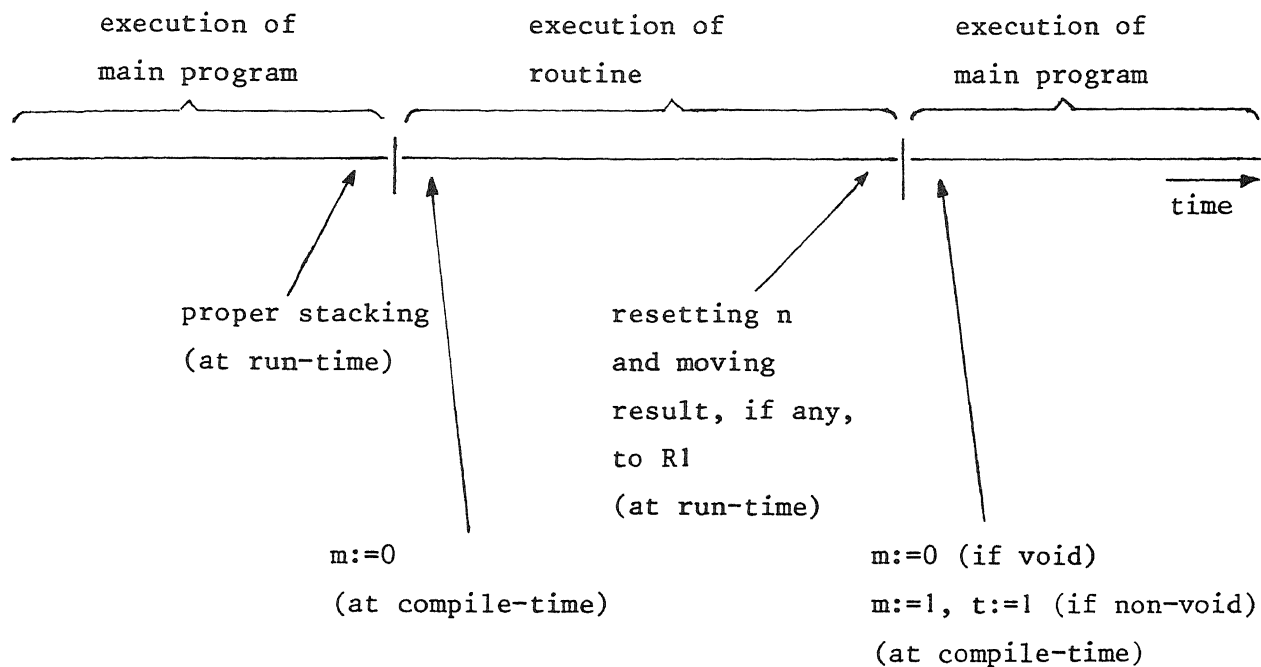 execution of
main program
execution of
routine
execution of
main program
time
proper stacking
(at run-time)
resetting n
and moving
result, if any,
to R1
(at run-time)
m:=0
(at compile-time)
m:=0 (if void)
m:=1, t:=1 (if non-void)
(at compile-time)